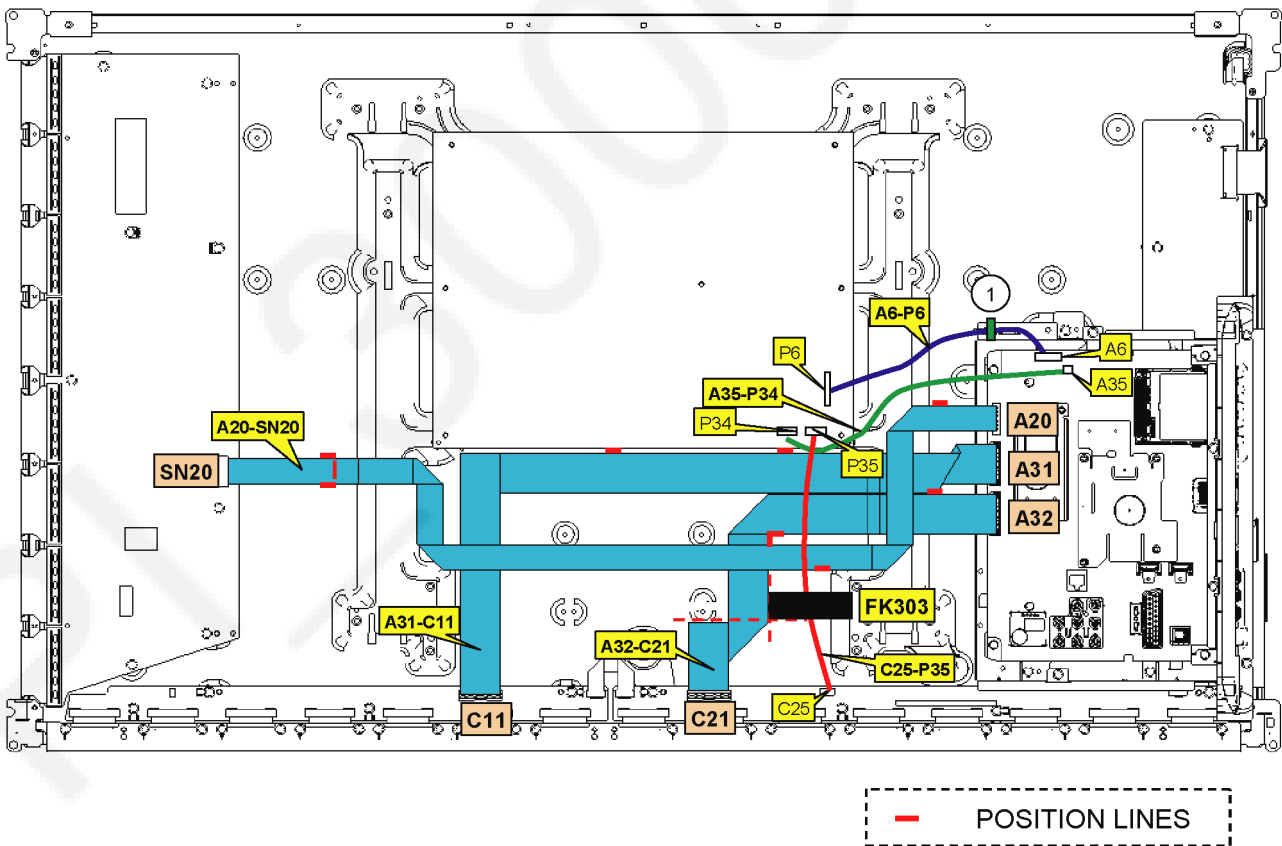 1
A6-P6
P6
A6
A35
A35-P34
P34
P35
A20-SN20
SN20
A20
A31
A32
FK303
A31-C11
A32-C21
C25-P35
C25
C11
C21
POSITION LINES